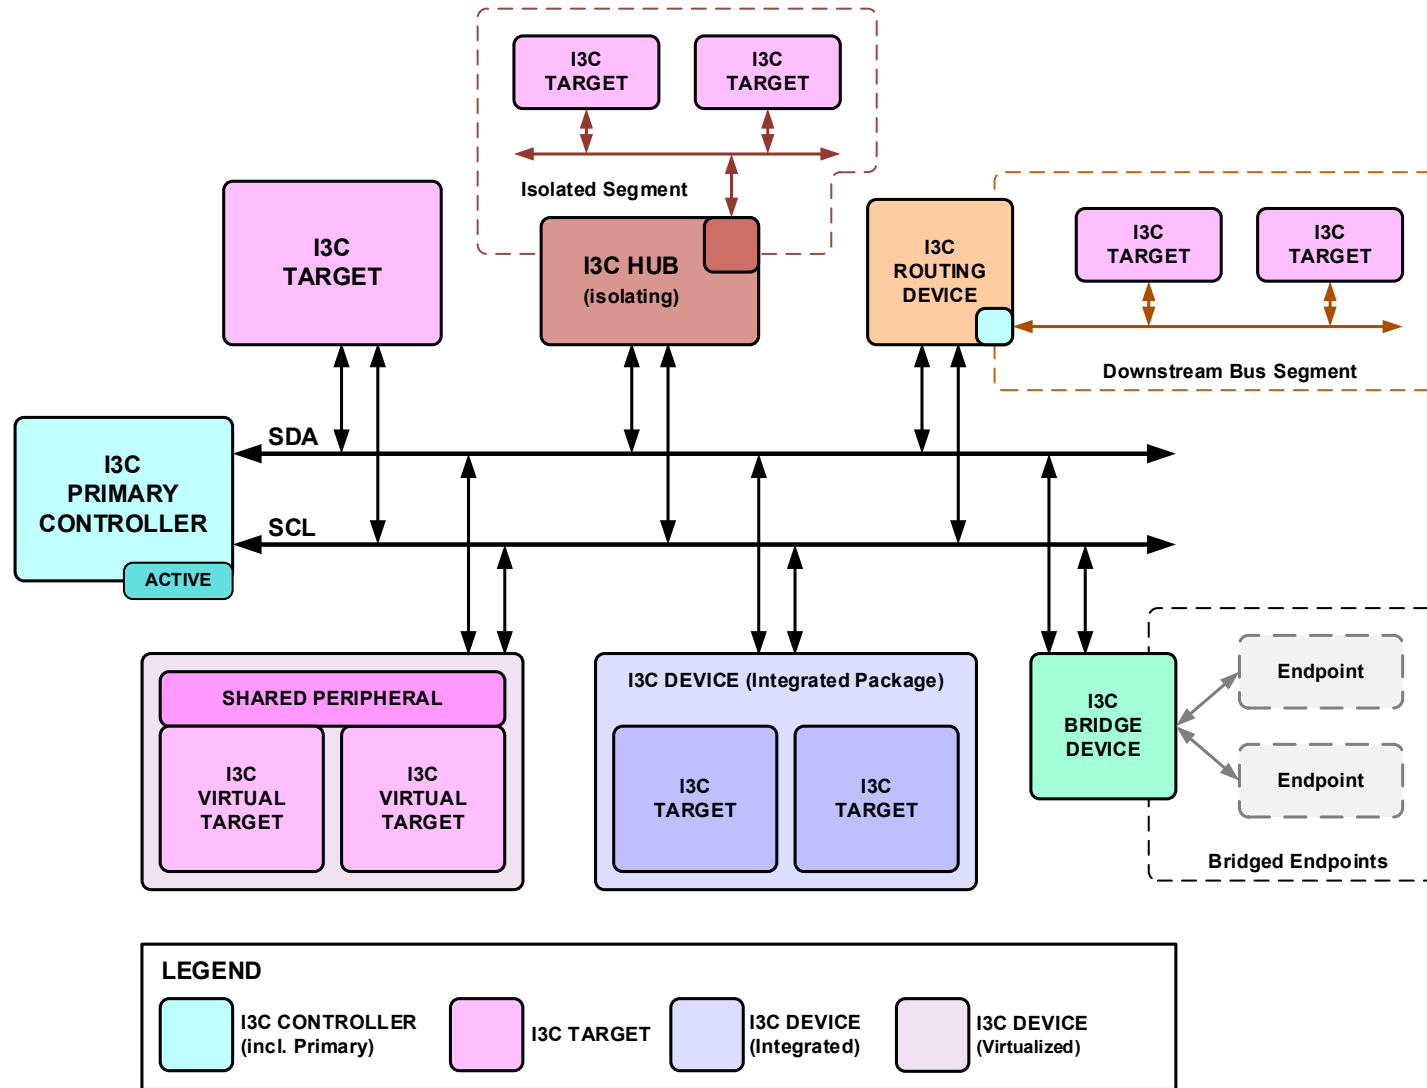 I3C
TARGET
I3C
TARGET
Isolated Segment
I3C
TARGET
I3C HUB
(isolating)
I3C
ROUTING
DEVICE
I3C
TARGET
I3C
TARGET
Downstream Bus Segment
I3C
PRIMARY
CONTROLLER
ACTIVE
SDA
SCL
SHARED PERIPHERAL
I3C
VIRTUAL
TARGET
I3C
VIRTUAL
TARGET
I3C DEVICE (Integrated Package)
I3C
TARGET
I3C
TARGET
I3C
BRIDGE
DEVICE
Endpoint
Endpoint
Bridged Endpoints
LEGEND
I3C CONTROLLER
(incl. Primary)
I3C TARGET
I3C DEVICE
(Integrated)
I3C DEVICE
(Virtualized)